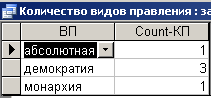 Количество видов правления : за
ВП Count-КП
абсолютная 1
демократия 3
монархия 1